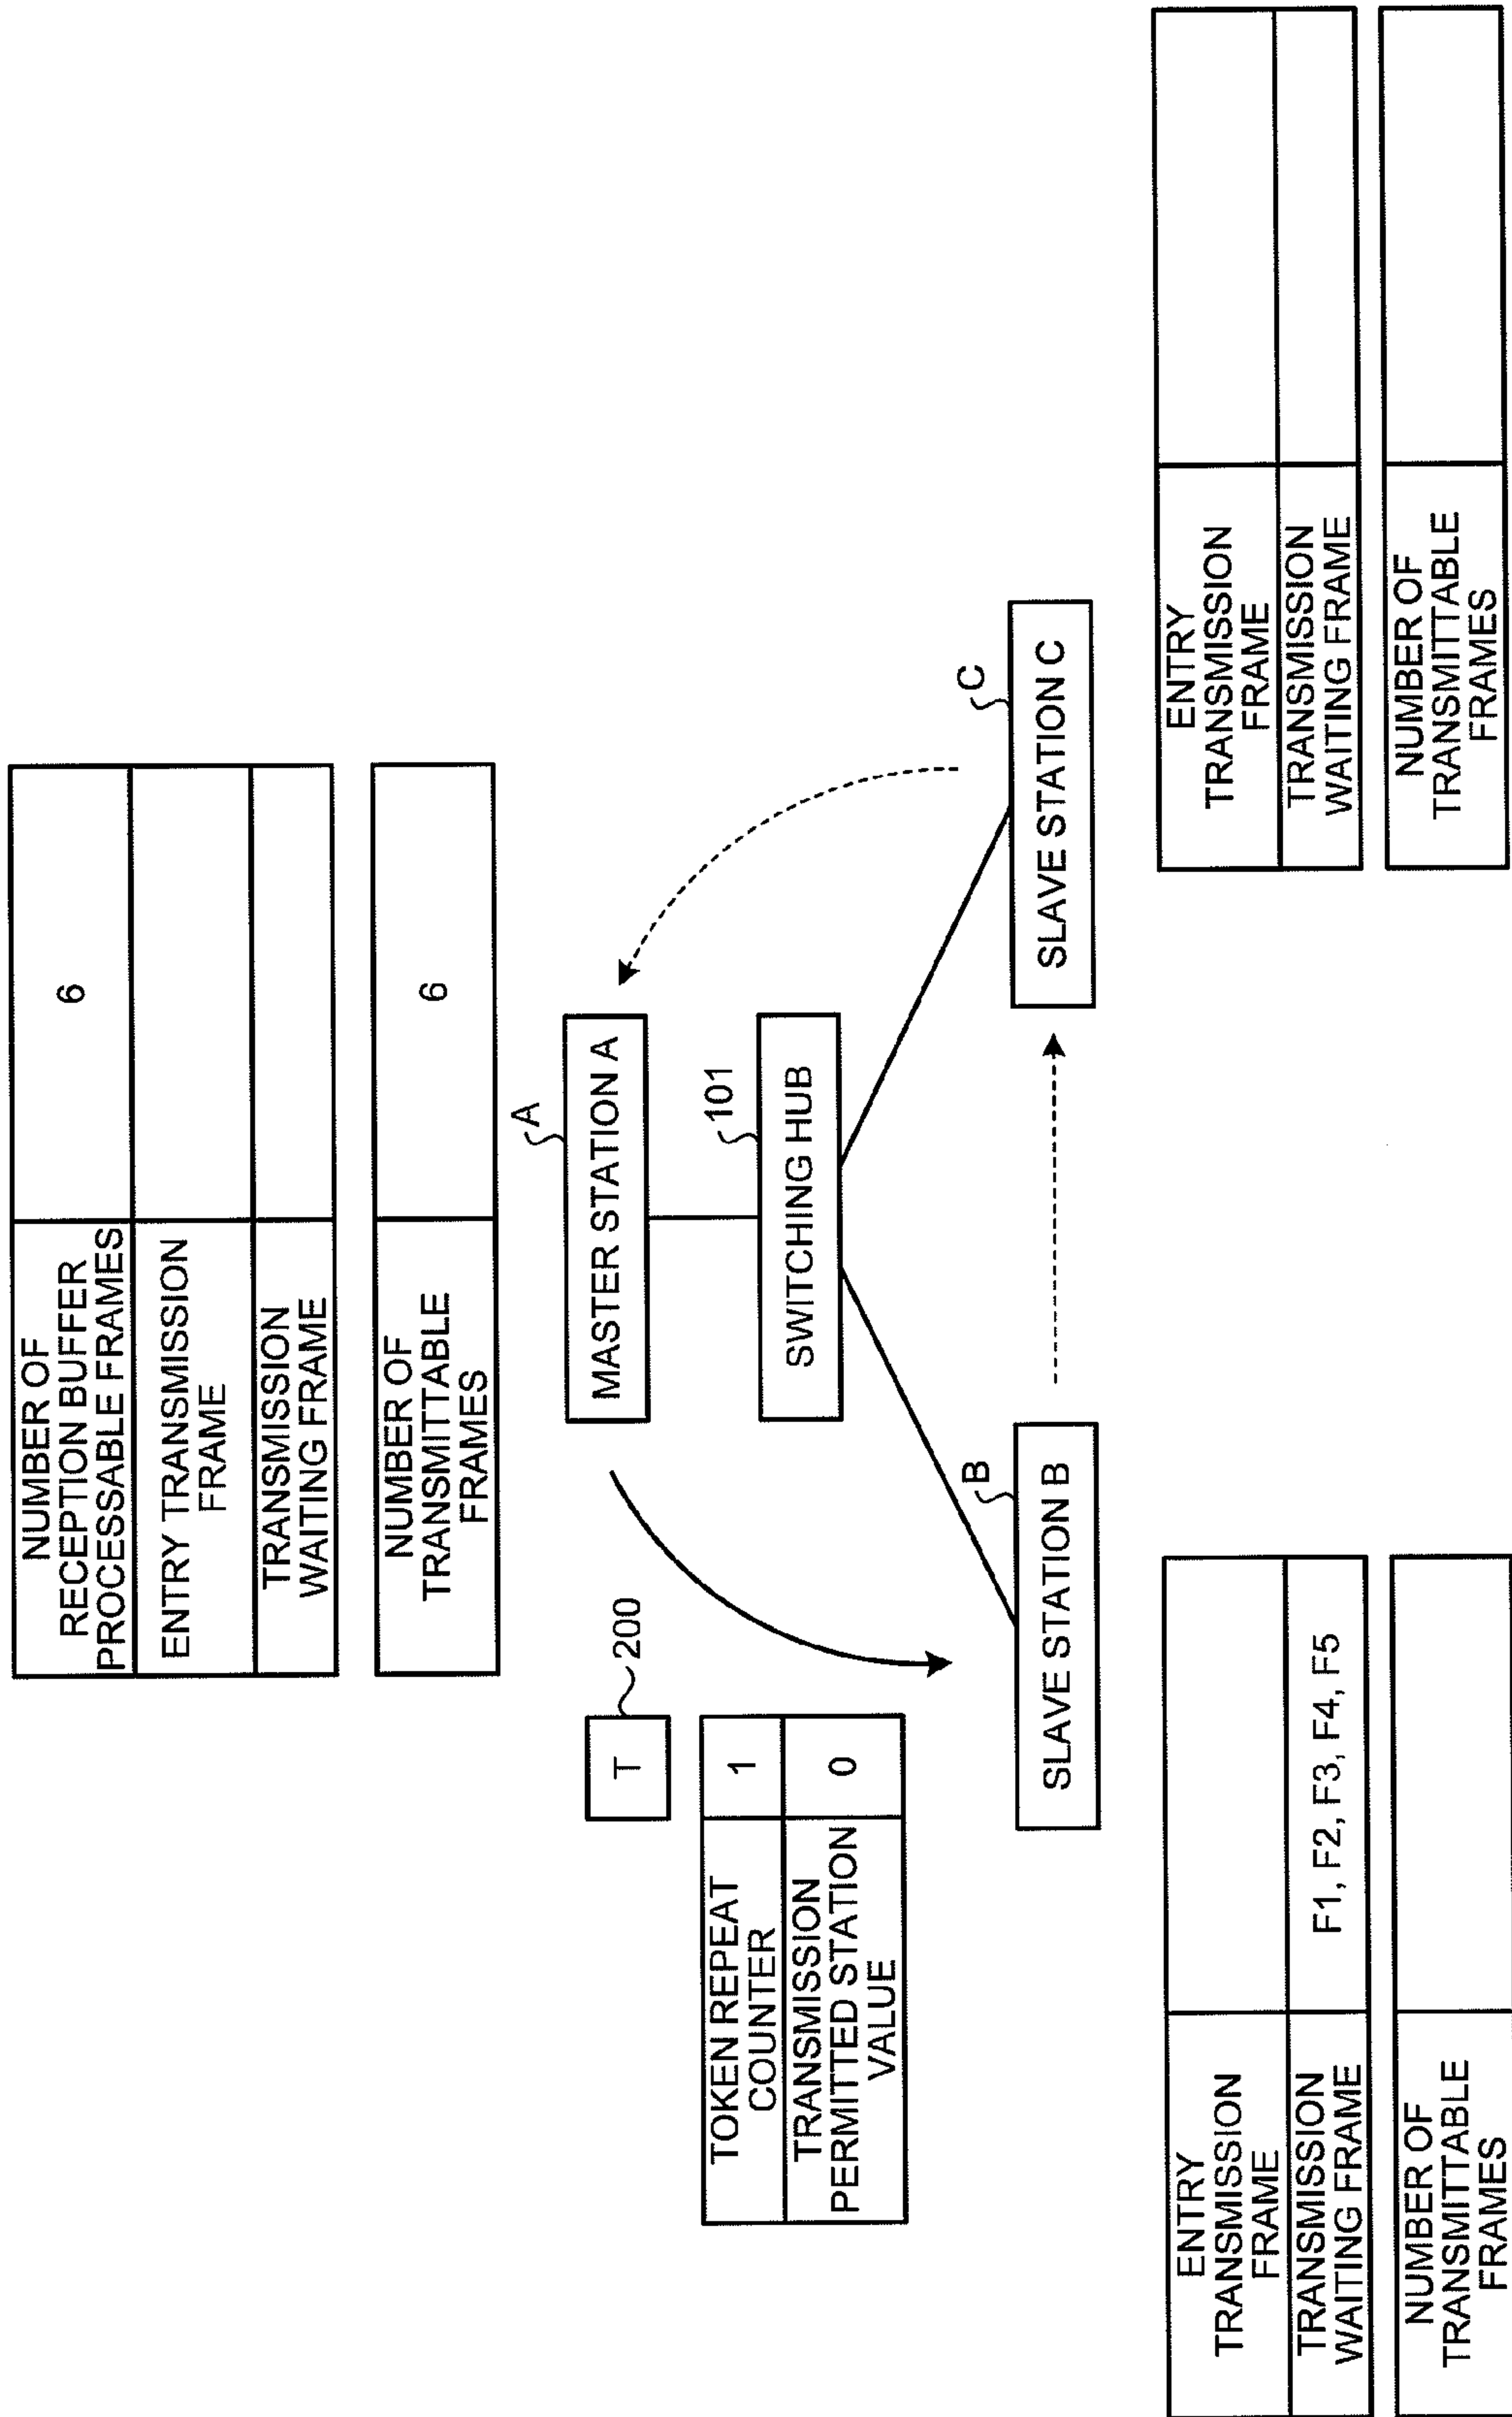 NUMBER OF
RECEPTION BUFFER
PROCESSABLE FRAMES
6
ENTRY TRANSMISSION
FRAME
TRANSMISSION
WAITING FRAME
NUMBER OF
TRANSMITTABLE
FRAMES
6
A
MASTER STATION A
T
200
TOKEN REPEAT
COUNTER
1
TRANSMISSION
PERMITTED STATION
VALUE
0
101
SWITCHING HUB
B
SLAVE STATION B
C
SLAVE STATION C
ENTRY
TRANSMISSION
FRAME
TRANSMISSION
WAITING FRAME
F1, F2, F3, F4, F5
NUMBER OF
TRANSMITTABLE
FRAMES
ENTRY
TRANSMISSION
FRAME
TRANSMISSION
WAITING FRAME
NUMBER OF
TRANSMITTABLE
FRAMES